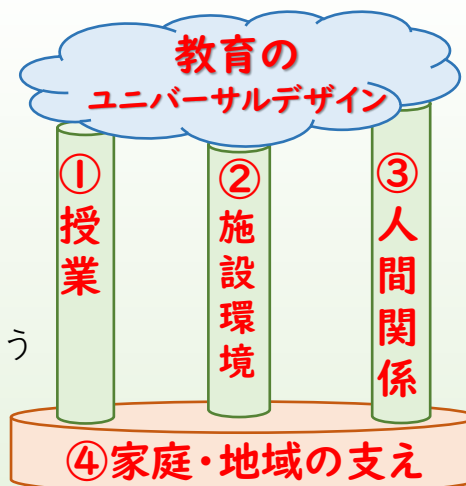 教育の
ユニバーサルデザイン
①授業
②施設環境
③人間関係
う
④家庭・地域の支え